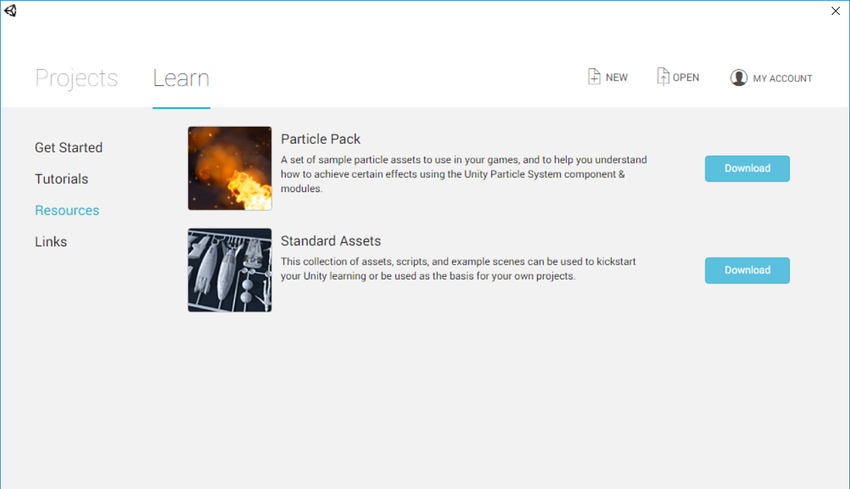 Projects
Learn
NEW
OPEN
MY ACCOUNT
Get Started
Tutorials
Resources
Links
Particle Pack
A set of sample particle assets to use in your games, and to help you understand
how to achieve certain effects using the Unity Particle System component &
modules.
Download
Standard Assets
This collection of assets, scripts, and example scenes can be used to kickstart
your Unity learning or be used as the basis for your own projects.
Download